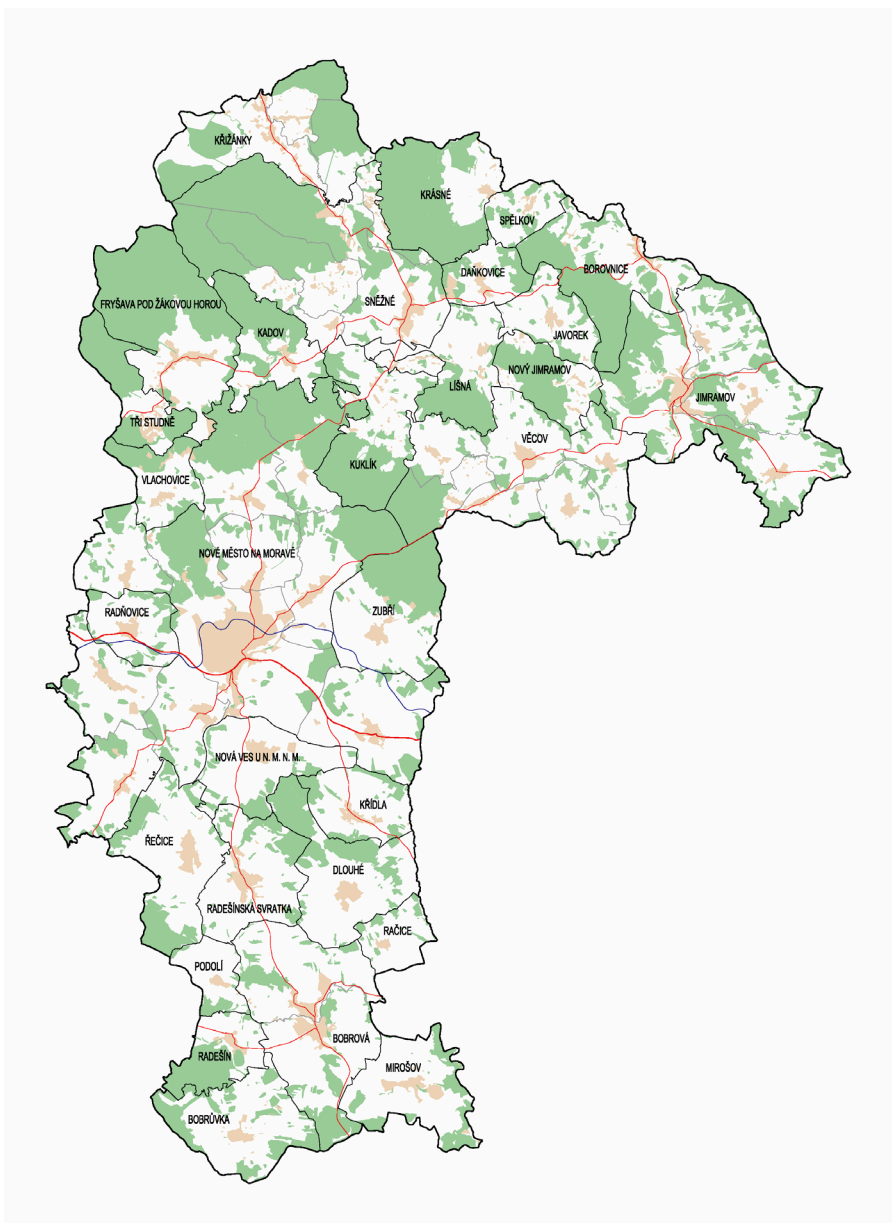 KŘIŽÁNKY
KRÁSNÉ
SPĚLKOV
DAŇKOVICE
BOROVNICE
SNĚŽNÉ
FRYŠAVA POD ŽÁKOVOU HOROU
KADOV
JAVOREK
LÍŠNÁ
NOVÝ JIMRAMOV
JIMRAMOV
TŘI STUDNĚ
VĚCOV
KUKLÍK
VLACHOVICE
NOVÉ MĚSTO NA MORAVĚ
RADŇOVICE
ZUBŘÍ
NOVÁ VES U N. M. N. M.
KŘÍDLA
ŘEČICE
DLOUHÉ
RADEŠÍNSKÁ SVRATKA
RAČICE
PODOLÍ
BOBROVÁ
RADEŠÍN
MIROŠOV
BOBRŮVKA